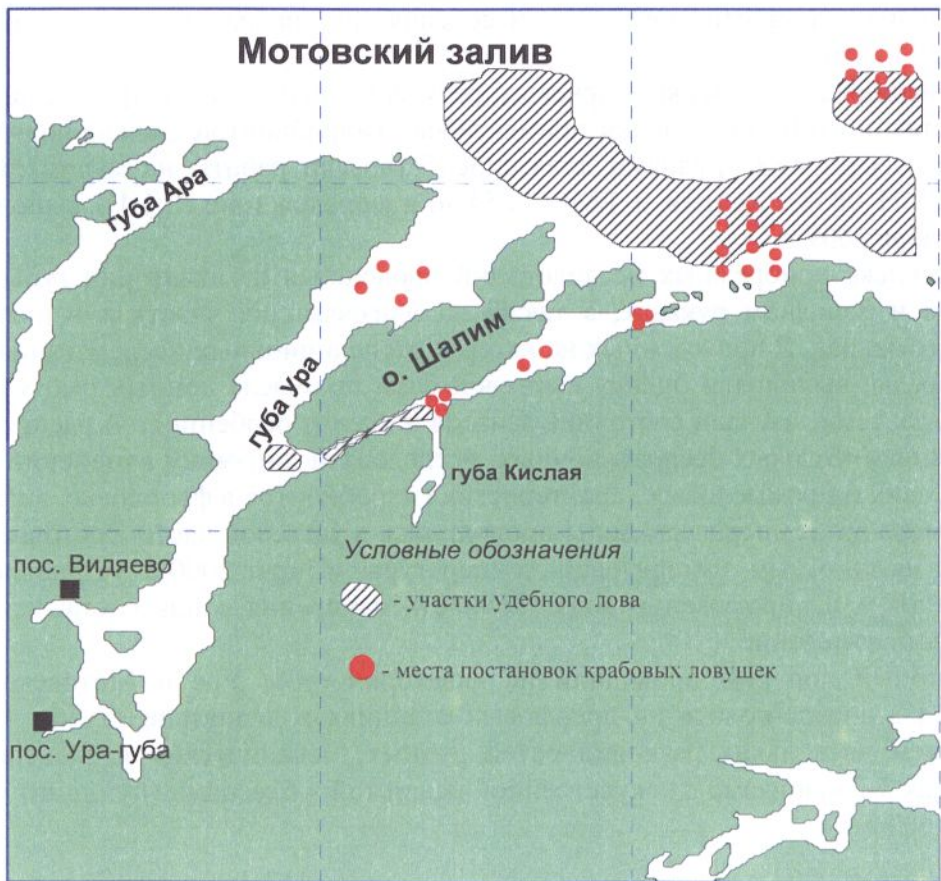 Мотовский залив
губа Ара
губа Ура
о. Шалим
губа Кислая
Условные обозначения
пос. Видяево
- участки удебного лова
- места постановок крабовых ловушек
пос. Ура-губа